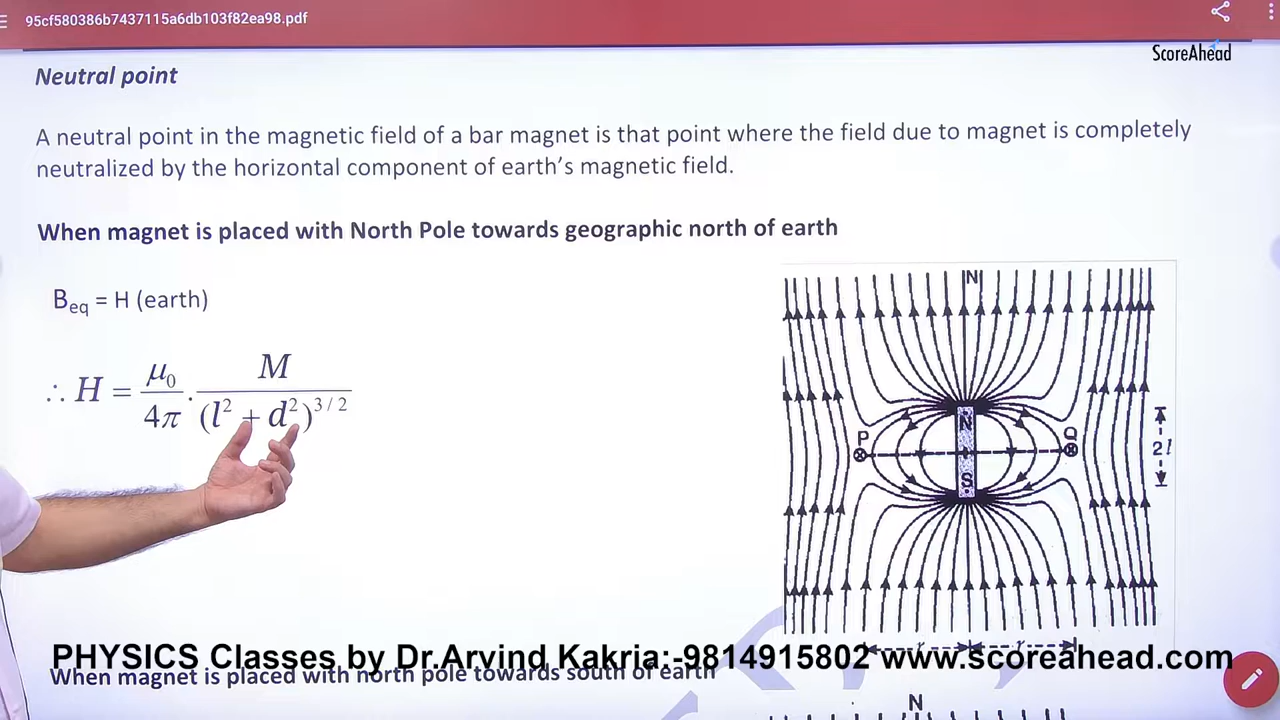 95cf580386b7437115a6db103f82ea98.pdf
ScoreAhead
Neutral point
A neutral point in the magnetic field of a bar magnet is that point where the field due to magnet is completely
neutralized by the horizontal component of earth’s magnetic field.
When magnet is placed with North Pole towards geographic north of earth
B_eq = H (earth)
∴ H = μ₀/4π . M/(l² + d²)^3/2
N
N
P
Q
2l
S
r
r
PHYSICS Classes by Dr.Arvind Kakria:-9814915802 www.scoreahead.com
When magnet is placed with north pole towards south of earth
N